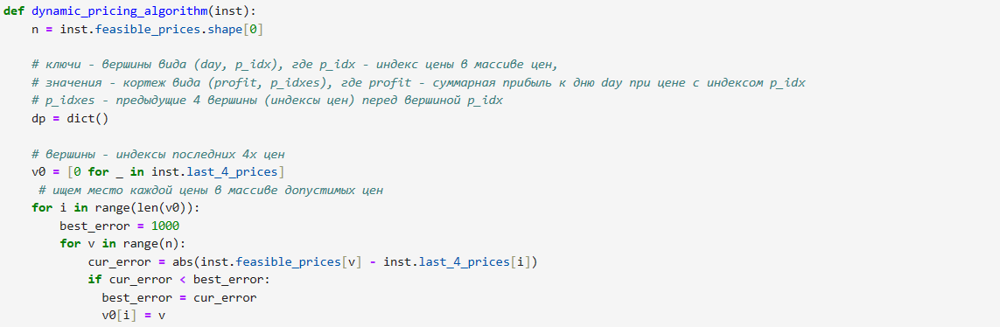 def dynamic_pricing_algorithm(inst):
    n = inst.feasible_prices.shape[0]

    # ключи - вершины вида (day, p_idx), где p_idx - индекс цены в массиве цен,
    # значения - кортеж вида (profit, p_idxes), где profit - суммарная прибыль к дню day при цене с индексом p_idx
    # p_idxes - предыдущие 4 вершины (индексы цен) перед вершиной p_idx
    dp = dict()

    # вершины - индексы последних 4х цен
    v0 = [0 for _ in inst.last_4_prices]
     # ищем место каждой цены в массиве допустимых цен
    for i in range(len(v0)):
        best_error = 1000
        for v in range(n):
            cur_error = abs(inst.feasible_prices[v] - inst.last_4_prices[i])
            if cur_error < best_error:
              best_error = cur_error
              v0[i] = v